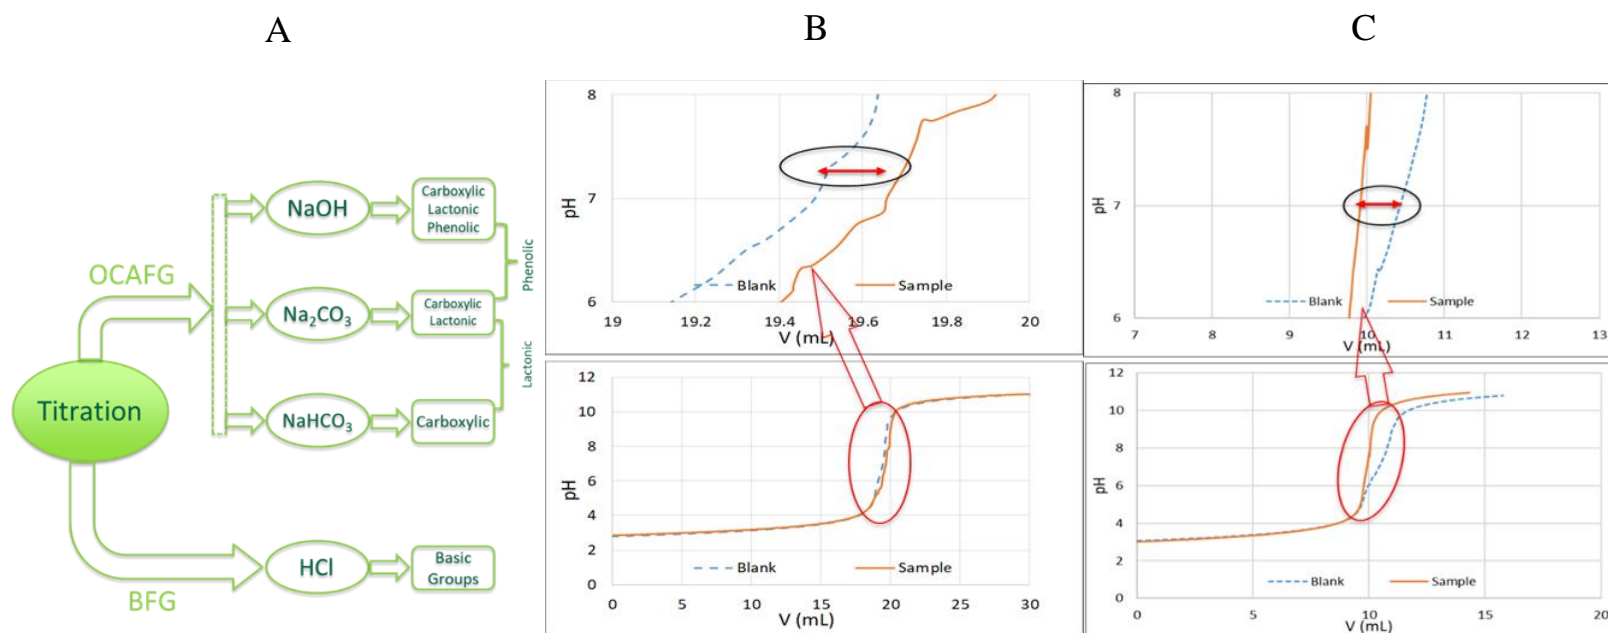 A
B
C
OCAFG
Titration
BFG
NaOH
Na₂CO₃
NaHCO₃
HCl
Carboxylic
Lactonic
Phenolic
Carboxylic
Lactonic
Carboxylic
Basic
Groups
Phenolic
Lactonic
8
7
6
pH
Blank
Sample
19
19.2
19.4
19.6
19.8
20
V (mL)
12
10
8
6
4
2
0
pH
Blank
Sample
0
5
10
15
20
25
30
V (mL)
8
7
6
pH
Blank
Sample
7
8
9
10
11
12
13
V (mL)
12
10
8
6
4
2
0
pH
Blank
Sample
0
5
10
15
20
V (mL)